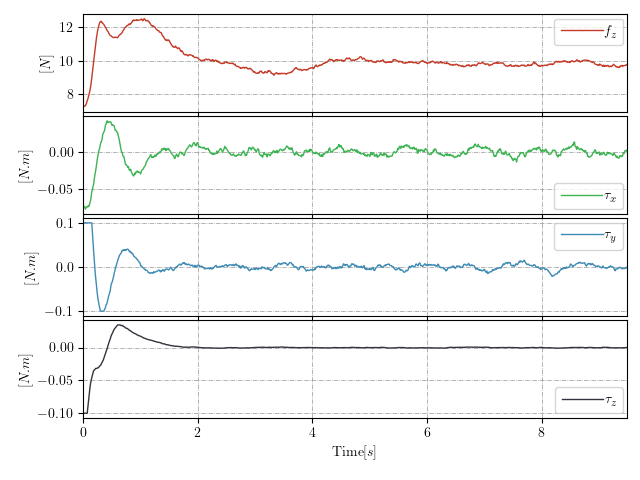 12
10
8
[N]
f_z
0.00
−0.05
[N.m]
τ_x
0.1
0.0
−0.1
[N.m]
τ_y
0.00
−0.05
−0.10
[N.m]
τ_z
0 2 4 6 8
Time[s]